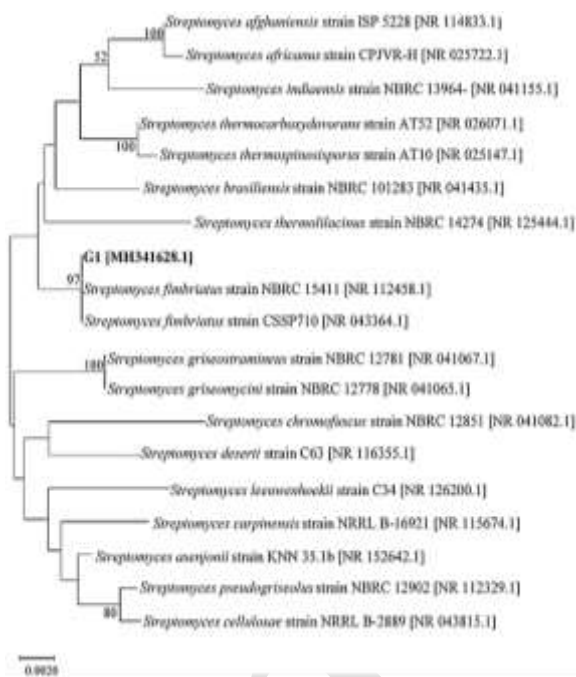 Streptomyces afghaniensis strain ISP 5228 [NR 114833.1]
100
Streptomyces africanus strain CPJVR-H [NR 025722.1]
52
Streptomyces indiaensis strain NBRC 13964- [NR 041155.1]
Streptomyces thermocarboxydovorans strain AT52 [NR 026071.1]
100
Streptomyces thermospinosisporus strain AT10 [NR 025147.1]
Streptomyces brasiliensis strain NBRC 101283 [NR 041435.1]
Streptomyces thermolilacinus strain NBRC 14274 [NR 125444.1]
G1 [MH341628.1]
97
Streptomyces fimbriatus strain NBRC 15411 [NR 112458.1]
Streptomyces fimbriatus strain CSSP710 [NR 043364.1]
Streptomyces griseostramineus strain NBRC 12781 [NR 041067.1]
100
Streptomyces griseomycini strain NBRC 12778 [NR 041065.1]
Streptomyces chromofuscus strain NBRC 12851 [NR 041082.1]
Streptomyces deserti strain C63 [NR 116355.1]
Streptomyces leeuwenhoekii strain C34 [NR 126200.1]
Streptomyces carpinensis strain NRRL B-16921 [NR 115674.1]
Streptomyces asenjonii strain KNN 35.1b [NR 152642.1]
Streptomyces pseudogriseolus strain NBRC 12902 [NR 112329.1]
80
Streptomyces cellulosae strain NRRL B-2889 [NR 043815.1]
0.0020